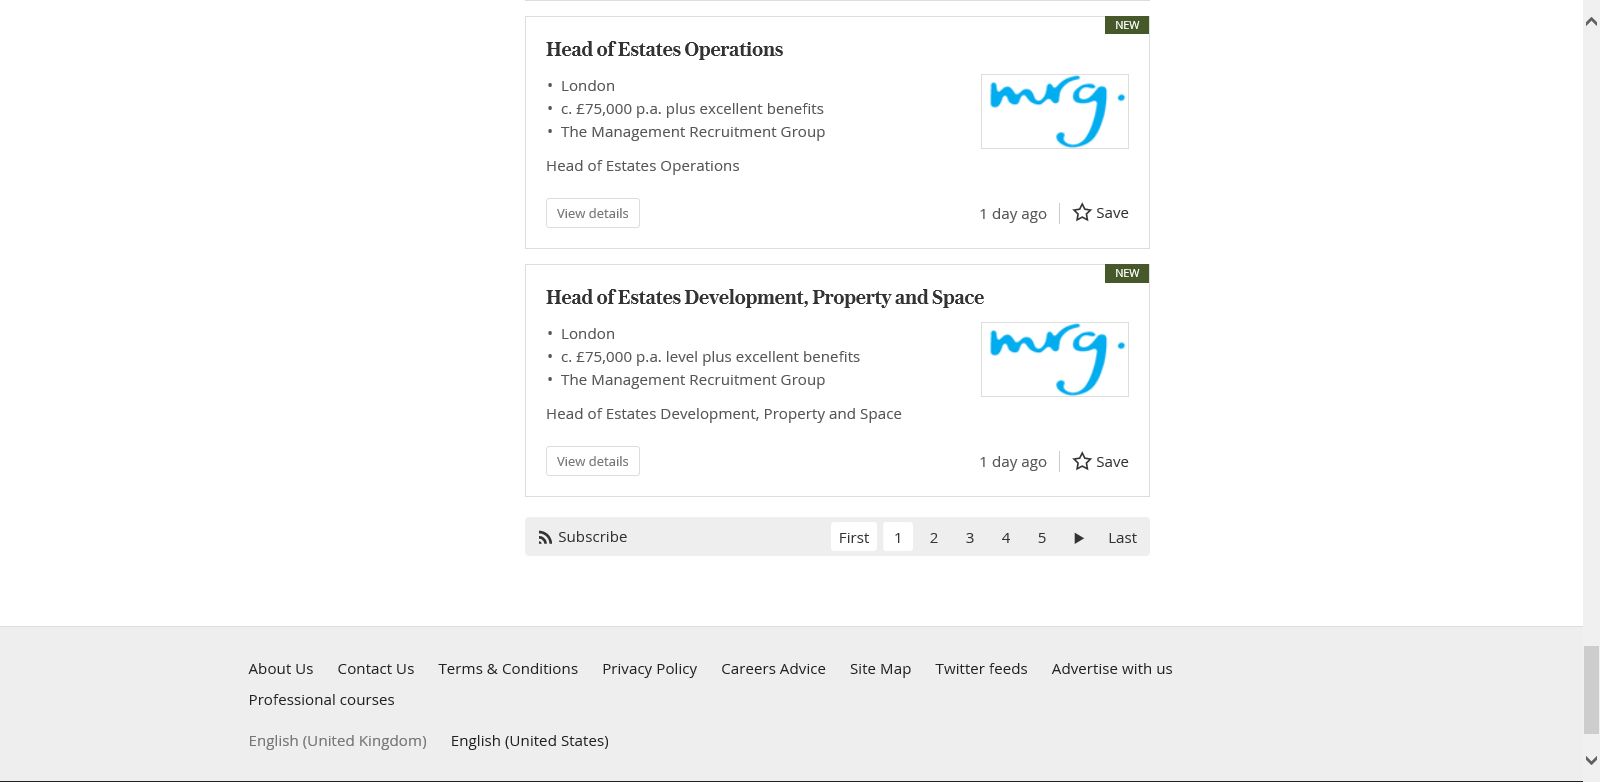 NEW
Head of Estates Operations
• London
• c. £75,000 p.a. plus excellent benefits
• The Management Recruitment Group
mrg.
Head of Estates Operations
View details
1 day ago
Save
NEW
Head of Estates Development, Property and Space
• London
• c. £75,000 p.a. level plus excellent benefits
• The Management Recruitment Group
mrg.
Head of Estates Development, Property and Space
View details
1 day ago
Save
Subscribe First 1 2 3 4 5 ▶ Last
About Us Contact Us Terms & Conditions Privacy Policy Careers Advice Site Map Twitter feeds Advertise with us
Professional courses
English (United Kingdom) English (United States)